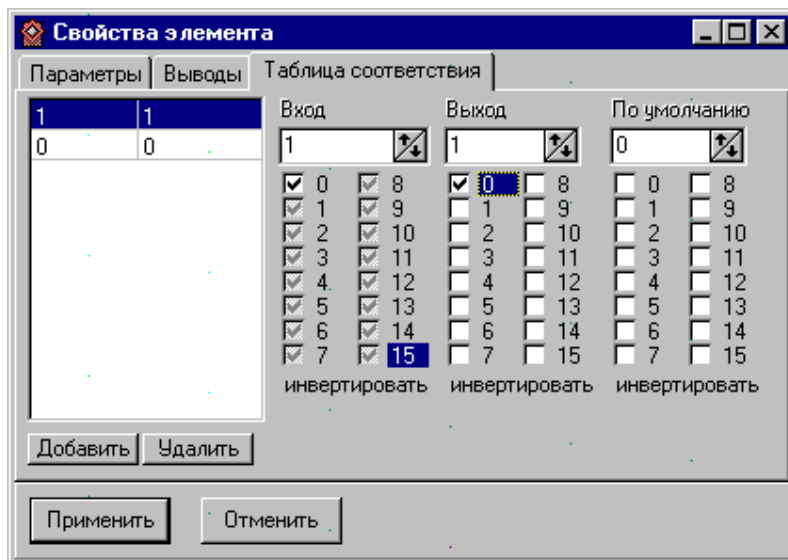 Свойства элемента
Параметры Выводы Таблица соответствия
1 1
0 0
Вход Выход По умолчанию
1 1 0
0 8 0 8 0 8
1 9 1 9 1 9
2 10 2 10 2 10
3 11 3 11 3 11
4 12 4 12 4 12
5 13 5 13 5 13
6 14 6 14 6 14
7 15 7 15 7 15
инвертировать инвертировать инвертировать
Добавить Удалить
Применить Отменить